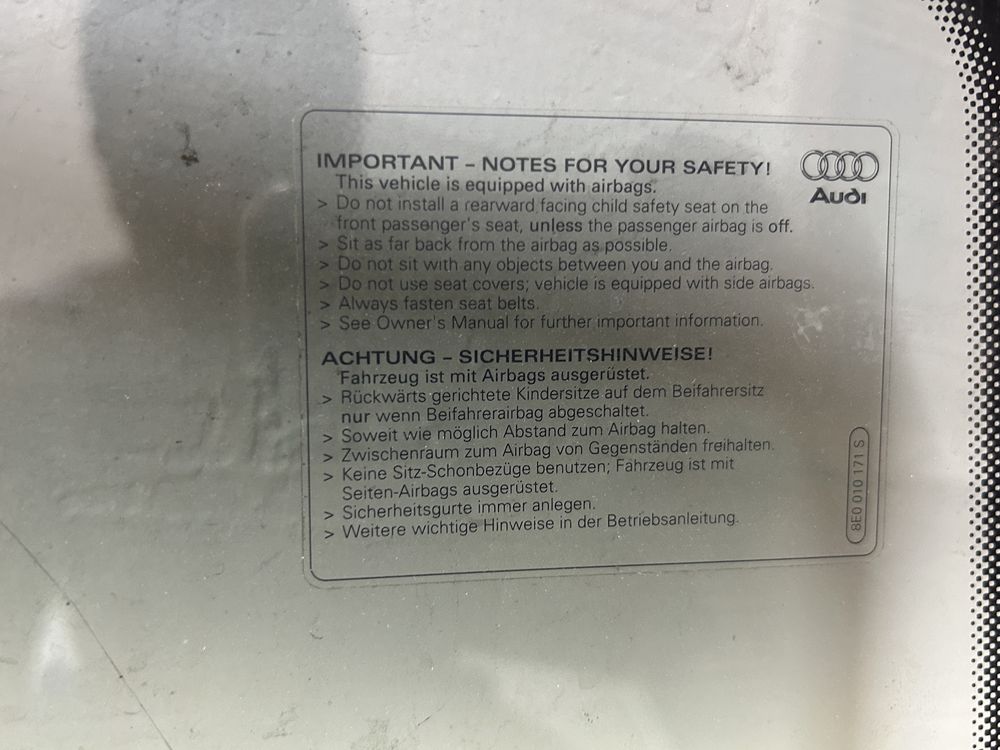 IMPORTANT – NOTES FOR YOUR SAFETY!
Audi
This vehicle is equipped with airbags.
> Do not install a rearward facing child safety seat on the
front passenger's seat, unless the passenger airbag is off.
> Sit as far back from the airbag as possible.
> Do not sit with any objects between you and the airbag.
> Do not use seat covers; vehicle is equipped with side airbags.
> Always fasten seat belts.
> See Owner's Manual for further important information.
ACHTUNG – SICHERHEITSHINWEISE!
Fahrzeug ist mit Airbags ausgerüstet.
> Rückwärts gerichtete Kindersitze auf dem Beifahrersitz
nur wenn Beifahrerairbag abgeschaltet.
> Soweit wie möglich Abstand zum Airbag halten.
> Zwischenraum zum Airbag von Gegenständen freihalten.
> Keine Sitz-Schonbezüge benutzen; Fahrzeug ist mit
Seiten-Airbags ausgerüstet.
> Sicherheitsgurte immer anlegen.
> Weitere wichtige Hinweise in der Betriebsanleitung.
8E0 010 171 S